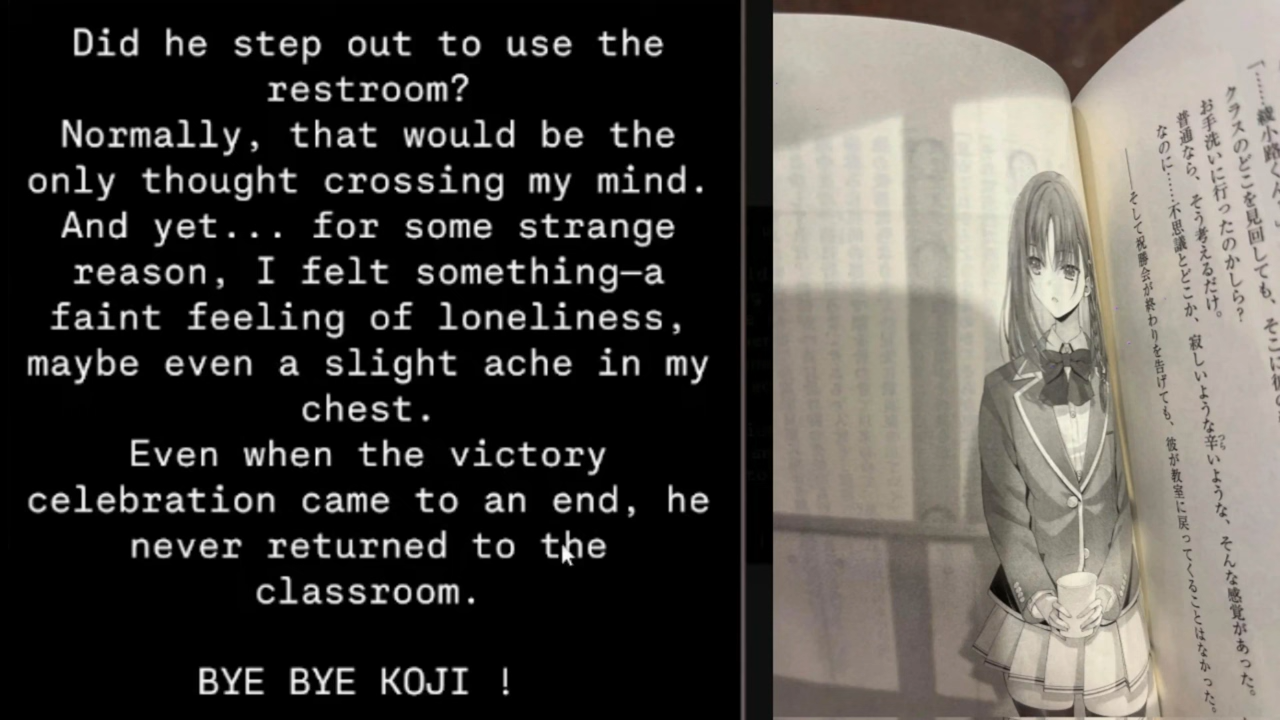 Did he step out to use the
restroom?
Normally, that would be the
only thought crossing my mind.
And yet... for some strange
reason, I felt something—a
faint feeling of loneliness,
maybe even a slight ache in my
chest.
Even when the victory
celebration came to an end, he
never returned to the
classroom.
BYE BYE KOJI !
「……綾小路くん
クラスのどこを見回しても、そこに彼の
お手洗いに行ったのかしら?
普通なら、そう考えるだけ。
なのに……不思議とどこか、寂しいような辛いような、そんな感覚があった。
――そして祝勝会が終わりを告げても、彼が教室に戻ってくることはなかった。